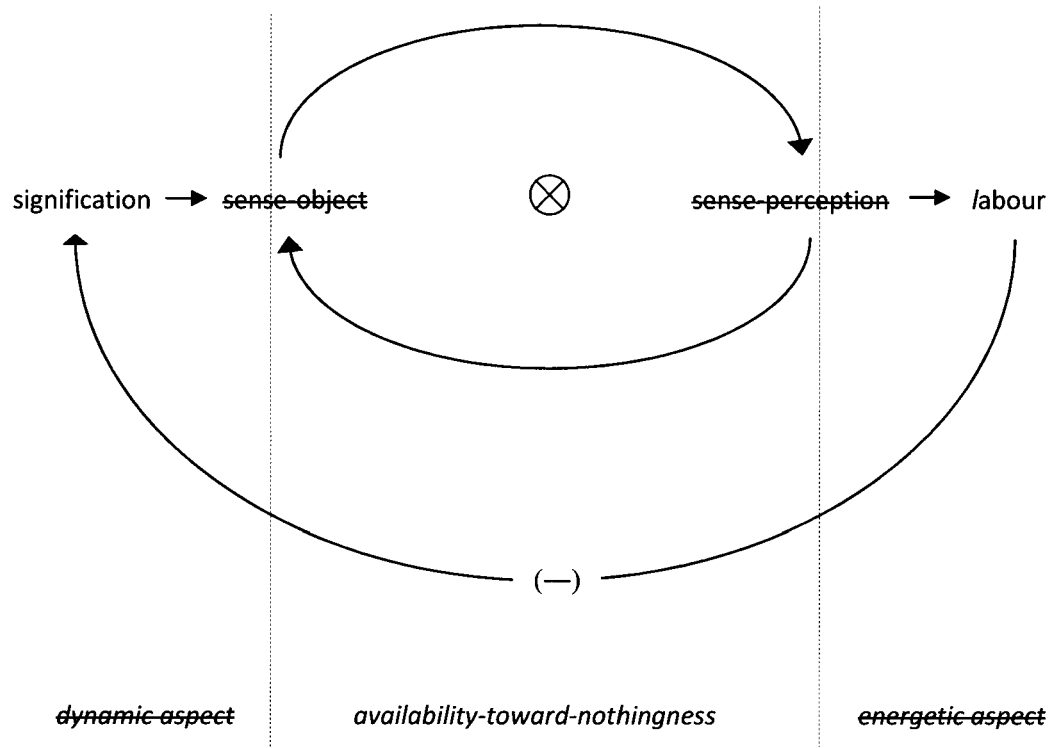 signification → sense-object ⊗ sense-perception → labour
(—)
dynamic aspect availability-toward-nothingness energetic aspect